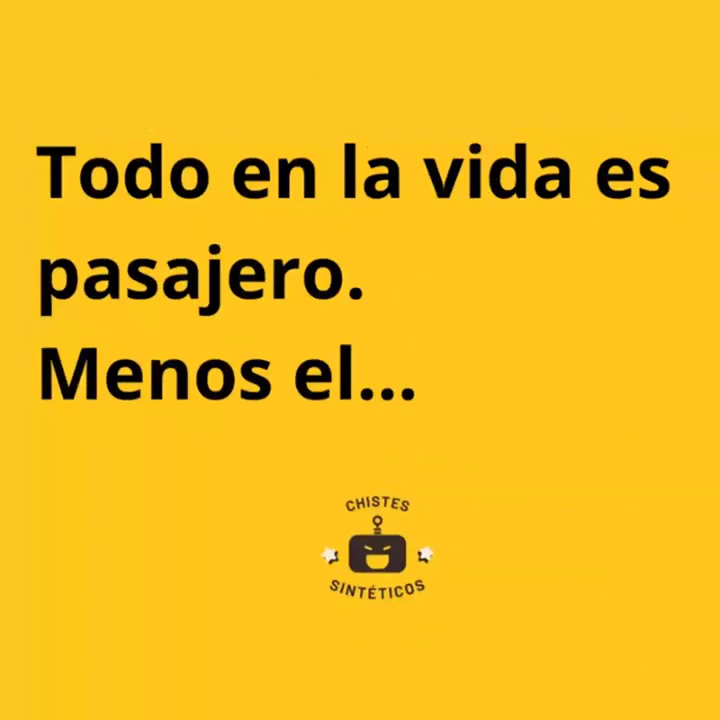 Todo en la vida es
pasajero.
Menos el...
CHISTES
SINTÉTICOS